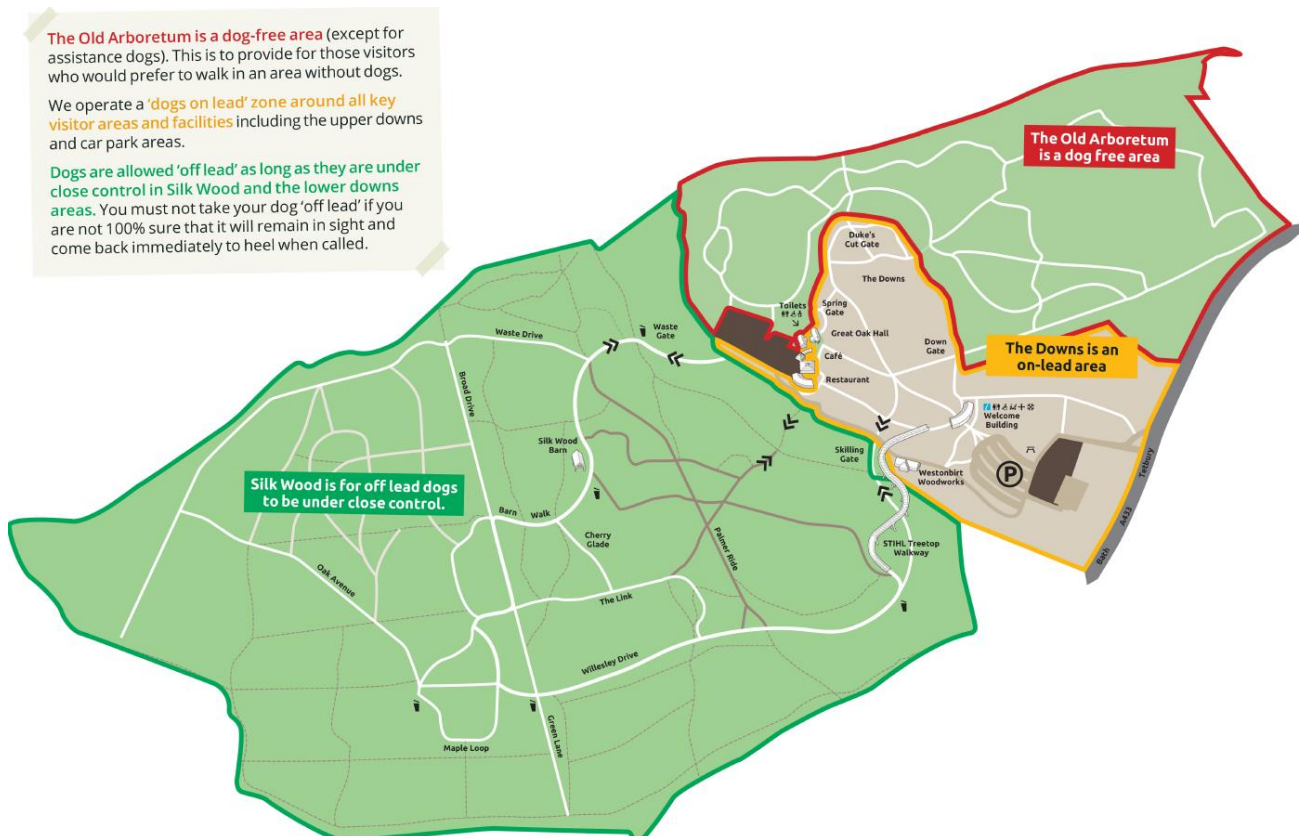 The Old Arboretum is a dog-free area (except for
assistance dogs). This is to provide for those visitors
who would prefer to walk in an area without dogs.
We operate a ‘dogs on lead’ zone around all key
visitor areas and facilities including the upper downs
and car park areas.
Dogs are allowed ‘off lead’ as long as they are under
close control in Silk Wood and the lower downs
areas. You must not take your dog ‘off lead’ if you
are not 100% sure that it will remain in sight and
come back immediately to heel when called.
The Old Arboretum
is a dog free area
Duke's
Cut Gate
The Downs
Toilets
Spring
Gate
Great Oak Hall
Café
Restaurant
Down
Gate
The Downs is an
on-lead area
Welcome
Building
Waste
Gate
Waste Drive
Broad Drive
Silk Wood
Barn
Skilling
Gate
Westonbirt
Woodworks
P
Tetbury
A433
Bath
Silk Wood is for off lead dogs
to be under close control.
Barn Walk
Cherry
Glade
Palmer Ride
STIHL Treetop
Walkway
Oak Avenue
The Link
Willesley Drive
Green Lane
Maple Loop